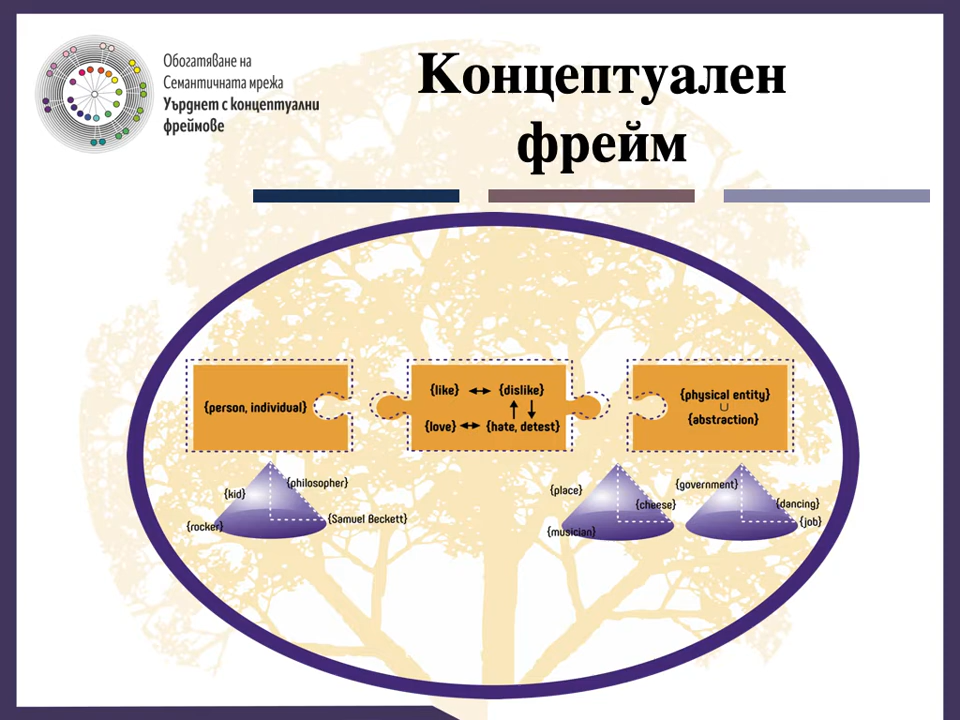 Обогатяване на
Семантичната мрежа
Уърднет с концептуални
фреймове
Концептуален
фрейм
{person, individual}
{like} {dislike}
{love} {hate, detest}
{physical entity}
∪
{abstraction}
{kid} {philosopher}
{rocker} {Samuel Beckett}
{place} {cheese}
{musician}
{government} {dancing}
{job}